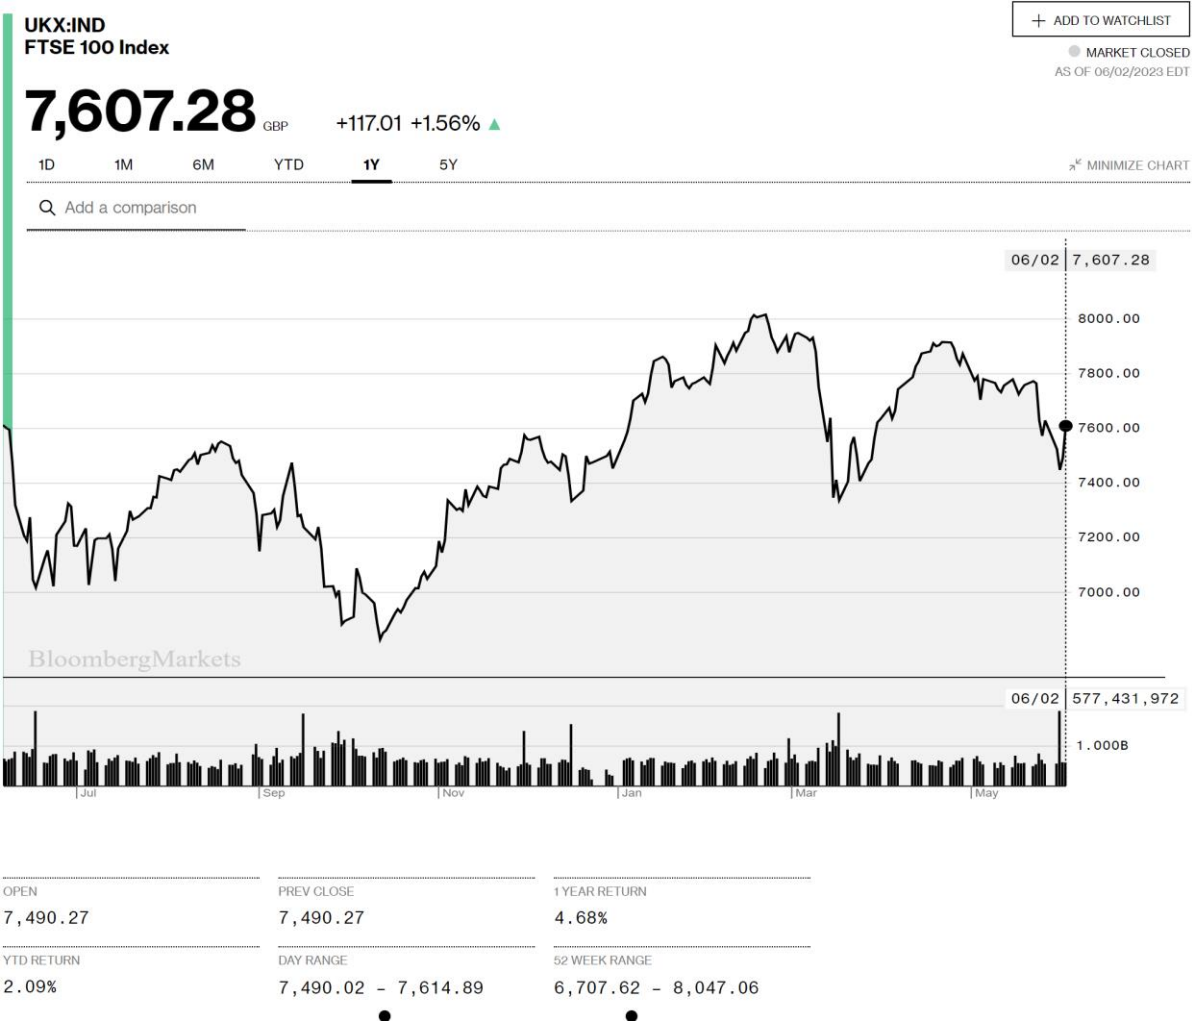 UKX:IND
FTSE 100 Index
+ ADD TO WATCHLIST
MARKET CLOSED
AS OF 06/02/2023 EDT
7,607.28 GBP +117.01 +1.56% ▲
1D 1M 6M YTD 1Y 5Y
MINIMIZE CHART
Add a comparison
06/02 7,607.28
8000.00
7800.00
7600.00
7400.00
7200.00
7000.00
BloombergMarkets
06/02 577,431,972
1.000B
Jul Sep Nov Jan Mar May
OPEN PREV CLOSE 1 YEAR RETURN
7,490.27 7,490.27 4.68%
YTD RETURN DAY RANGE 52 WEEK RANGE
2.09% 7,490.02 – 7,614.89 6,707.62 – 8,047.06